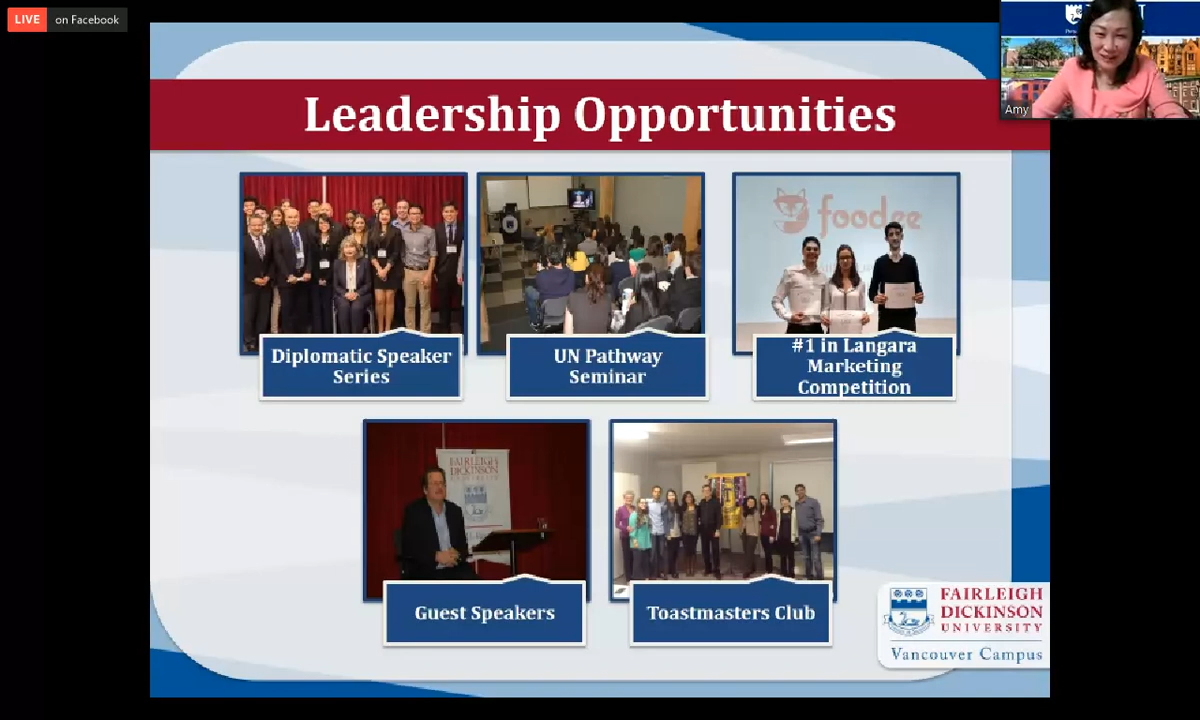 LIVE on Facebook
Amy
Leadership Opportunities
foodee
Diplomatic Speaker
Series
UN Pathway
Seminar
#1 in Langara
Marketing
Competition
FAIRLEIGH
DICKINSON
UNIVERSITY
Guest Speakers
Toastmasters Club
FAIRLEIGH
DICKINSON
UNIVERSITY
Vancouver Campus